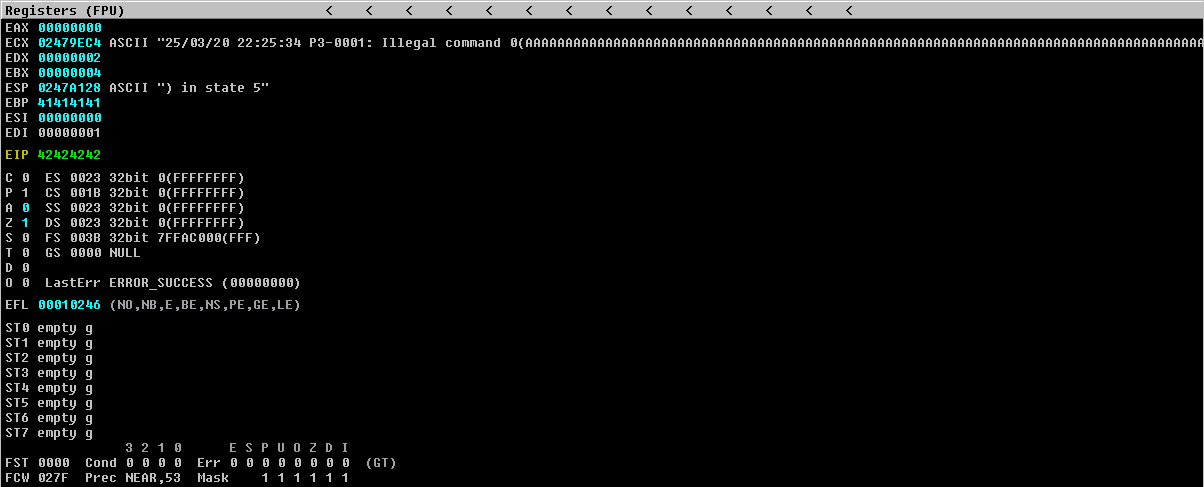 Registers (FPU) < < < < < < < < < < < < < <
EAX 00000000
ECX 02479EC4 ASCII "25/03/20 22:25:34 P3-0001: Illegal command 0(AAAAAAAAAAAAAAAAAAAAAAAAAAAAAAAAAAAAAAAAAAAAAAAAAAAAAAAAAAAAAAAAAAAAAAAAAAAAAAAAAAAAA
EDX 00000002
EBX 00000004
ESP 0247A128 ASCII ") in state 5"
EBP 41414141
ESI 00000000
EDI 00000001
EIP 42424242
C 0 ES 0023 32bit 0(FFFFFFFF)
P 1 CS 001B 32bit 0(FFFFFFFF)
A 0 SS 0023 32bit 0(FFFFFFFF)
Z 1 DS 0023 32bit 0(FFFFFFFF)
S 0 FS 003B 32bit 7FFAC000(FFF)
T 0 GS 0000 NULL
D 0
O 0 LastErr ERROR_SUCCESS (00000000)
EFL 00010246 (NO,NB,E,BE,NS,PE,GE,LE)
ST0 empty g
ST1 empty g
ST2 empty g
ST3 empty g
ST4 empty g
ST5 empty g
ST6 empty g
ST7 empty g
3 2 1 0 E S P U O Z D I
FST 0000 Cond 0 0 0 0 Err 0 0 0 0 0 0 0 0 (GT)
FCW 027F Prec NEAR,53 Mask 1 1 1 1 1 1